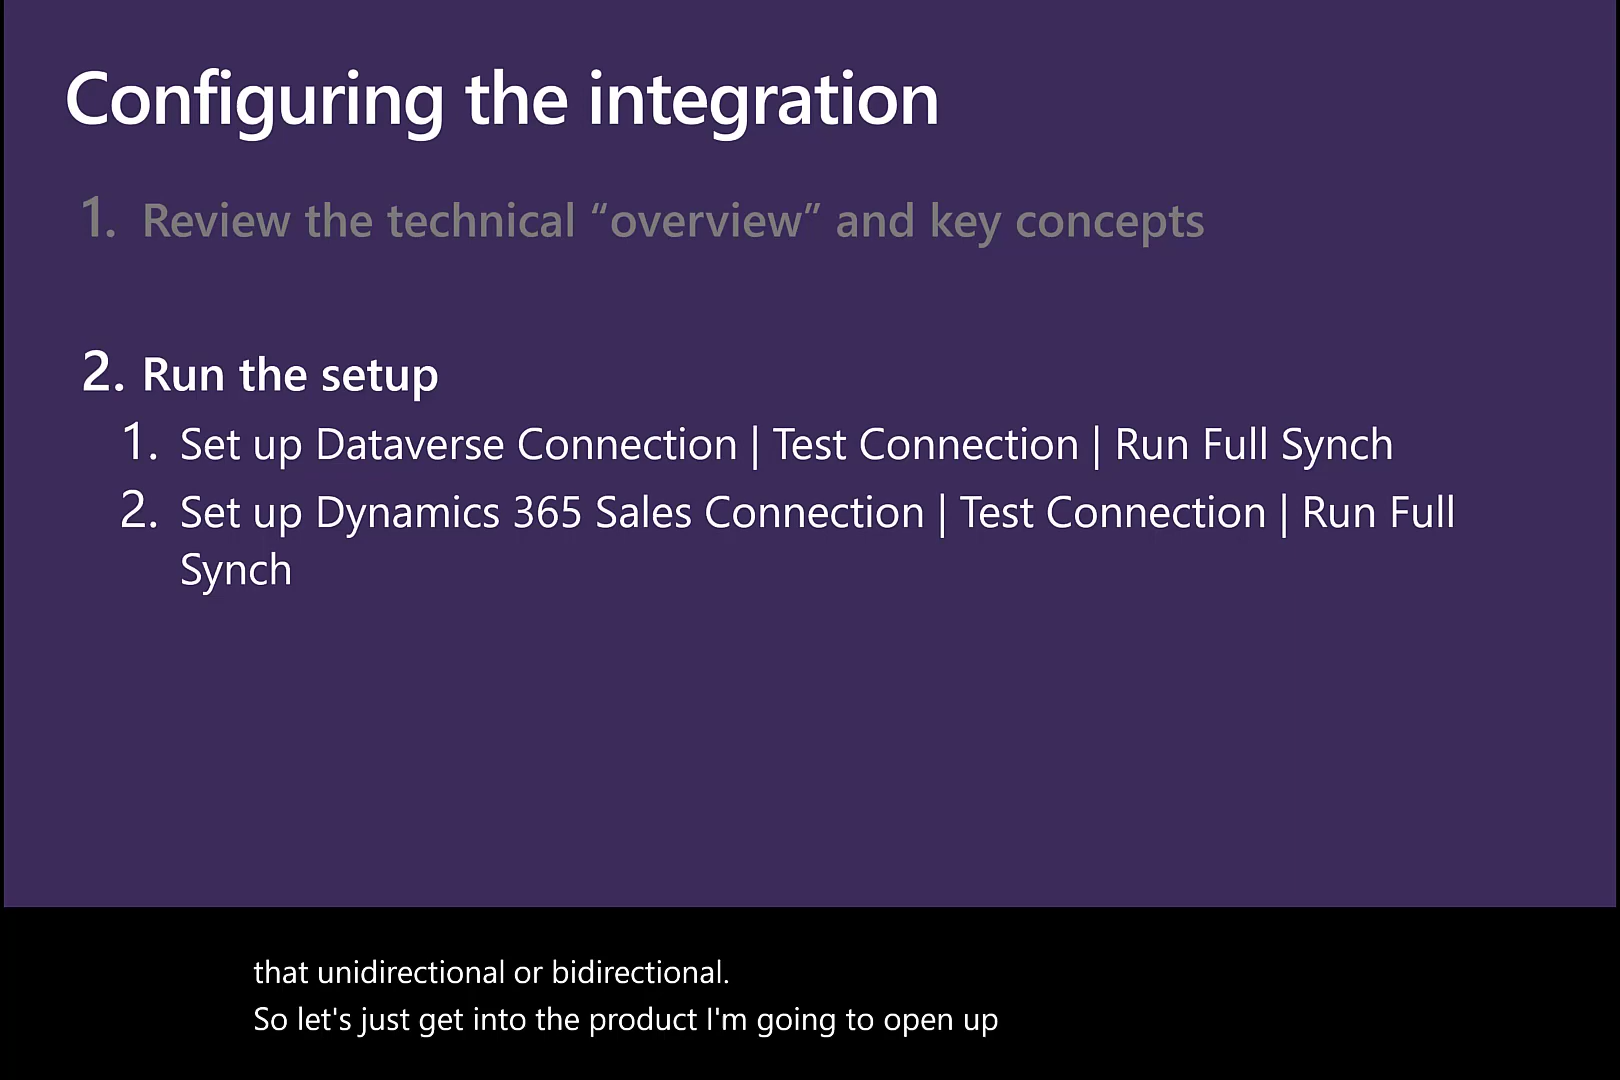 Configuring the integration
1. Review the technical “overview” and key concepts
2. Run the setup
1. Set up Dataverse Connection | Test Connection | Run Full Synch
2. Set up Dynamics 365 Sales Connection | Test Connection | Run Full
Synch
that unidirectional or bidirectional.
So let's just get into the product I'm going to open up